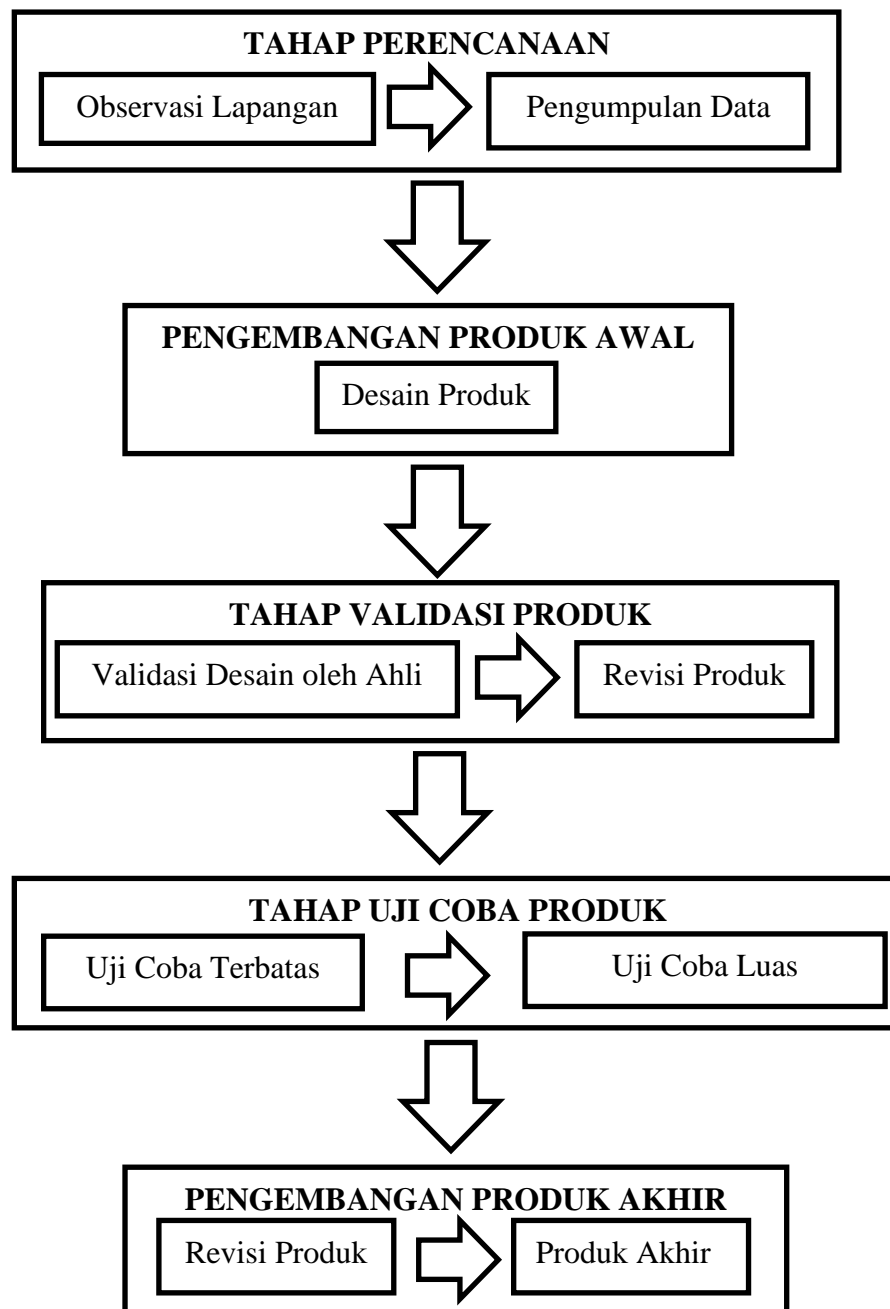 TAHAP PERENCANAAN
Observasi Lapangan
Pengumpulan Data
PENGEMBANGAN PRODUK AWAL
Desain Produk
TAHAP VALIDASI PRODUK
Validasi Desain oleh Ahli
Revisi Produk
TAHAP UJI COBA PRODUK
Uji Coba Terbatas
Uji Coba Luas
PENGEMBANGAN PRODUK AKHIR
Revisi Produk
Produk Akhir